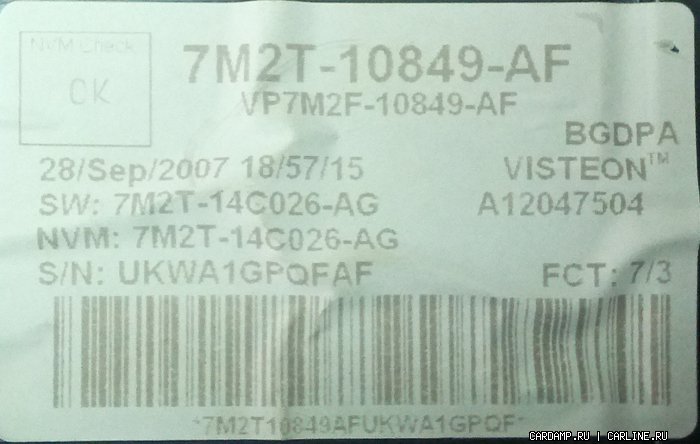 NVM Check
OK
7M2T-10849-AF
VP7M2F-10849-AF
BGDPA
28/Sep/2007 18/57/15
VISTEON™
SW: 7M2T-14C026-AG
A12047504
NVM: 7M2T-14C026-AG
S/N: UKWA1GPQFAF
FCT: 7/3
*7M2T10849AFUKWA1GPQF*
CARDAMP.RU | CARLINE.RU